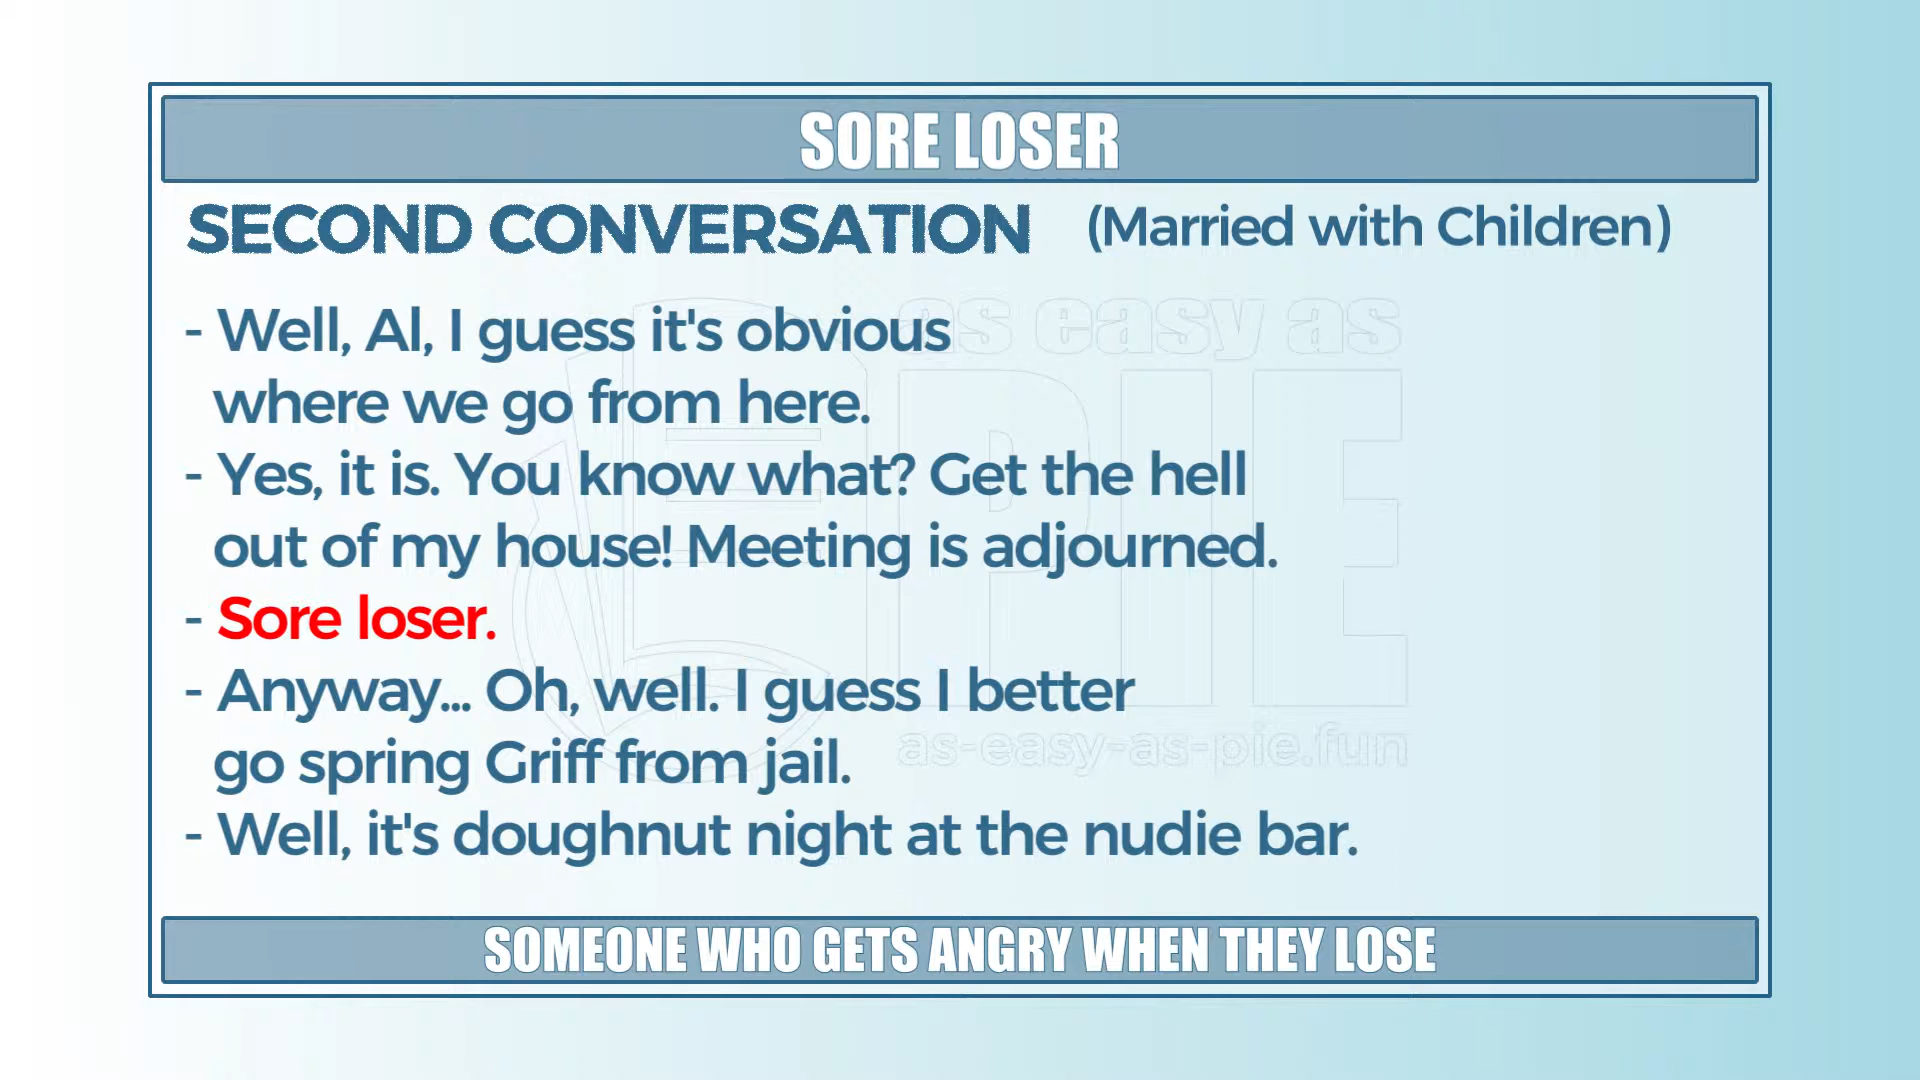 SORE LOSER
SECOND CONVERSATION (Married with Children)
- Well, Al, I guess it's obvious
where we go from here.
- Yes, it is. You know what? Get the hell
out of my house! Meeting is adjourned.
- Sore loser.
- Anyway... Oh, well. I guess I better
go spring Griff from jail.
- Well, it's doughnut night at the nudie bar.
SOMEONE WHO GETS ANGRY WHEN THEY LOSE
as easy as
PIE
as-easy-as-pie.fun